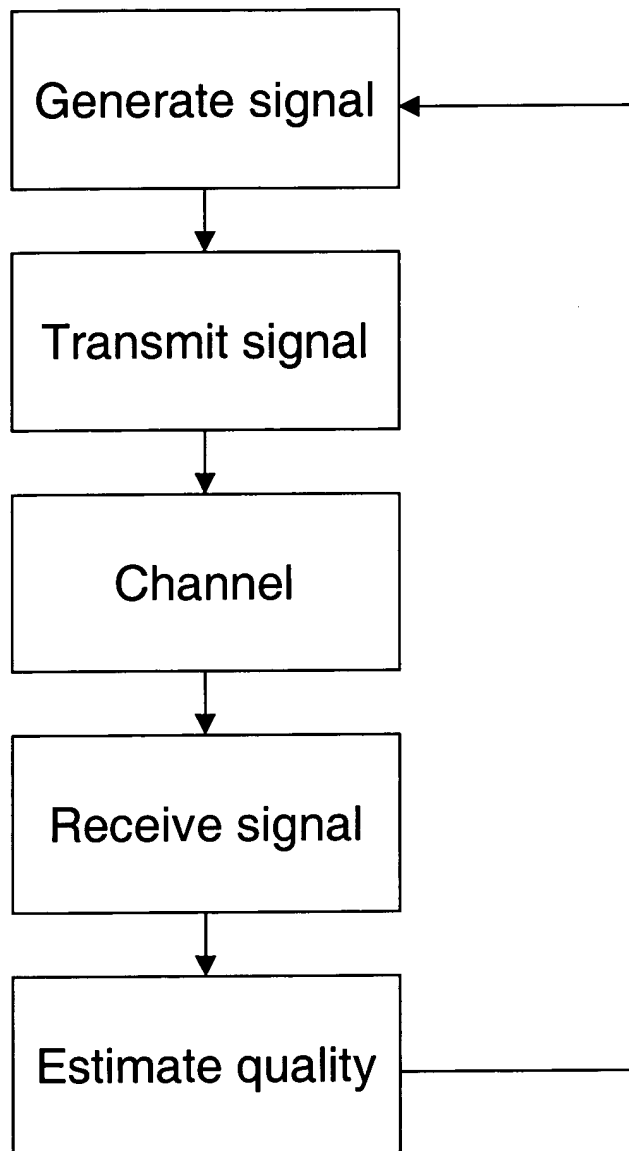 Generate signal
Transmit signal
Channel
Receive signal
Estimate quality